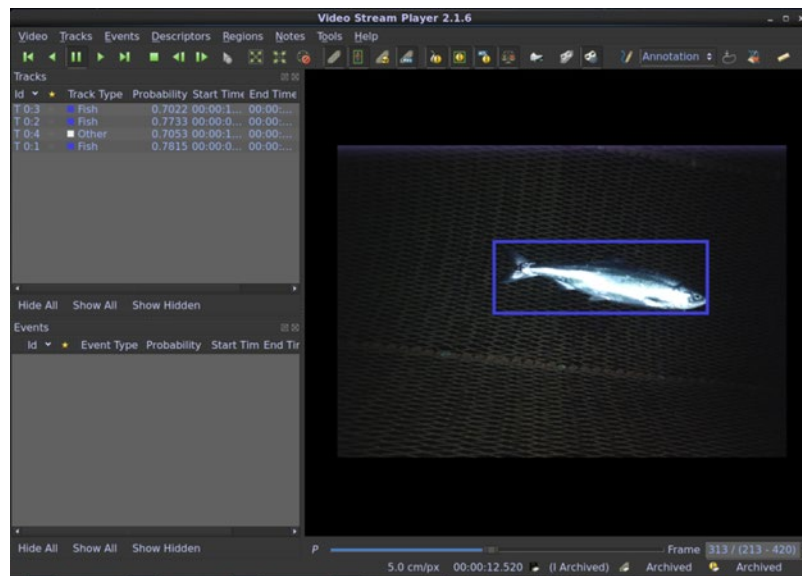 Video Stream Player 2.1.6
Video Tracks Events Descriptors Regions Notes Tools Help
Annotation
Tracks
Id Track Type Probability Start Time End Time
T 0:3 Fish 0.7022 00:00:1... 00:00:...
T 0:2 Fish 0.7733 00:00:0... 00:00:...
T 0:4 Other 0.7053 00:00:1... 00:00:...
T 0:1 Fish 0.7815 00:00:0... 00:00:...
Hide All Show All Show Hidden
Events
Id Event Type Probability Start Tim End Tir
Hide All Show All Show Hidden
P Frame 313 / (213 - 420)
5.0 cm/px 00:00:12.520 (I Archived) Archived Archived